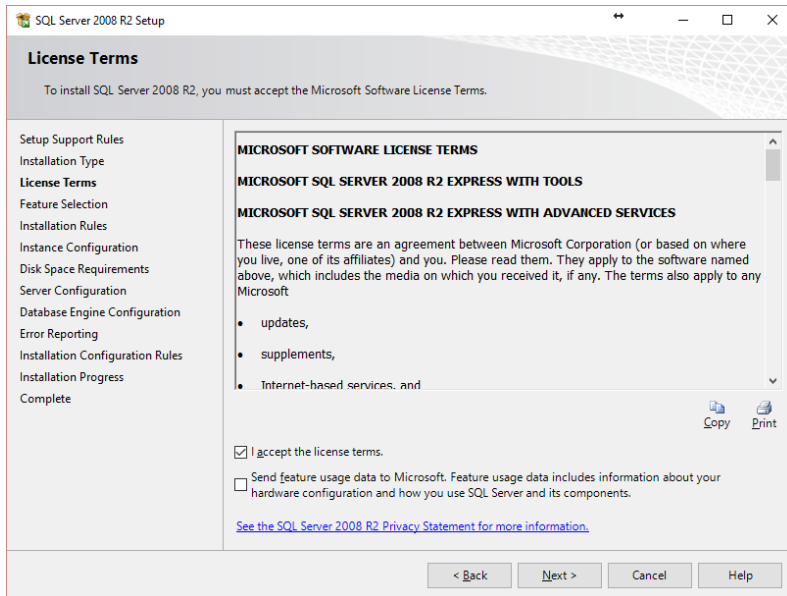 SQL Server 2008 R2 Setup
License Terms
To install SQL Server 2008 R2, you must accept the Microsoft Software License Terms.
Setup Support Rules
Installation Type
License Terms
Feature Selection
Installation Rules
Instance Configuration
Disk Space Requirements
Server Configuration
Database Engine Configuration
Error Reporting
Installation Configuration Rules
Installation Progress
Complete
MICROSOFT SOFTWARE LICENSE TERMS
MICROSOFT SQL SERVER 2008 R2 EXPRESS WITH TOOLS
MICROSOFT SQL SERVER 2008 R2 EXPRESS WITH ADVANCED SERVICES
These license terms are an agreement between Microsoft Corporation (or based on where
you live, one of its affiliates) and you. Please read them. They apply to the software named
above, which includes the media on which you received it, if any. The terms also apply to any
Microsoft
• updates,
• supplements,
• Internet-based services, and
Copy
Print
I accept the license terms.
Send feature usage data to Microsoft. Feature usage data includes information about your
hardware configuration and how you use SQL Server and its components.
See the SQL Server 2008 R2 Privacy Statement for more information.
< Back
Next >
Cancel
Help